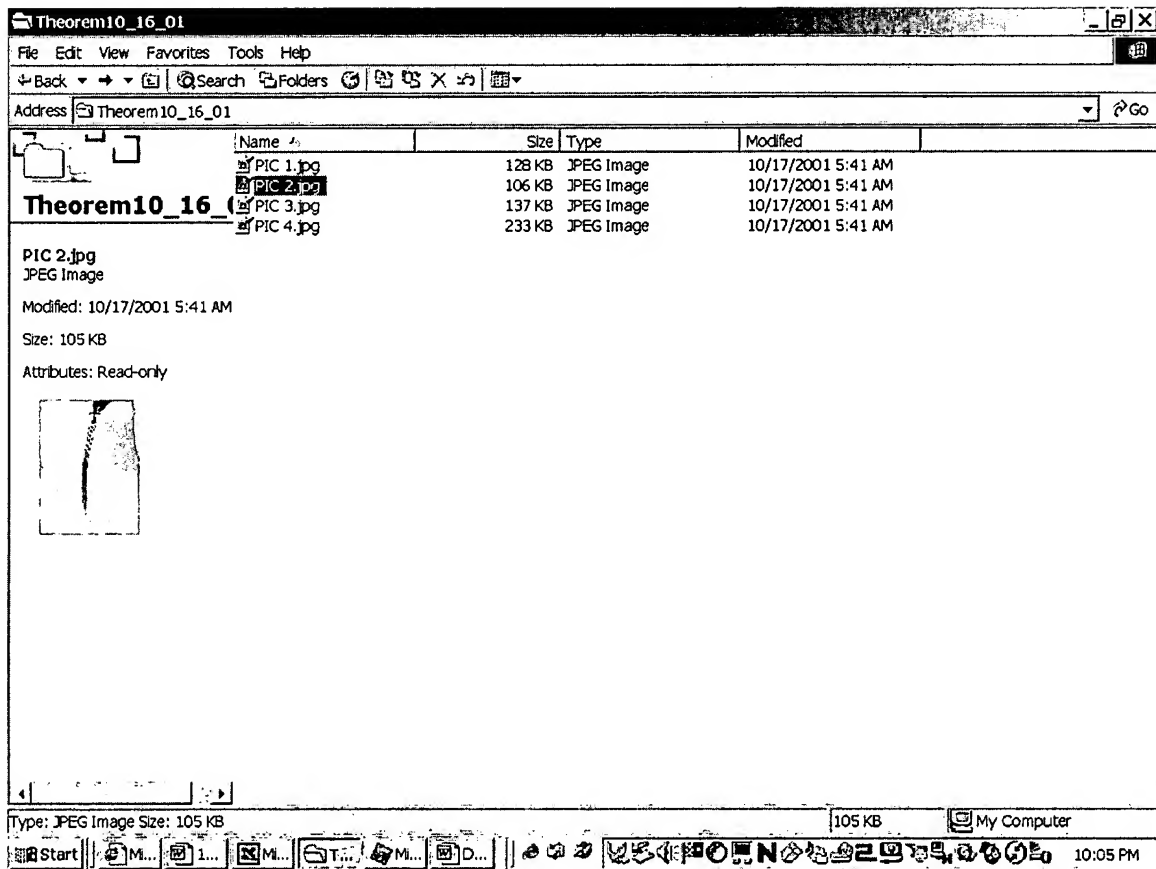 Theorem10_16_01
File Edit View Favorites Tools Help
Back Search Folders
Address Theorem10_16_01 Go
Name Size Type Modified
PIC 1.jpg 128 KB JPEG Image 10/17/2001 5:41 AM
PIC 2.jpg 106 KB JPEG Image 10/17/2001 5:41 AM
PIC 3.jpg 137 KB JPEG Image 10/17/2001 5:41 AM
PIC 4.jpg 233 KB JPEG Image 10/17/2001 5:41 AM
Theorem10_16_
PIC 2.jpg
JPEG Image
Modified: 10/17/2001 5:41 AM
Size: 105 KB
Attributes: Read-only
Type: JPEG Image Size: 105 KB 105 KB My Computer
Start Mi... 1... Mi... T... Mi... D... 10:05 PM